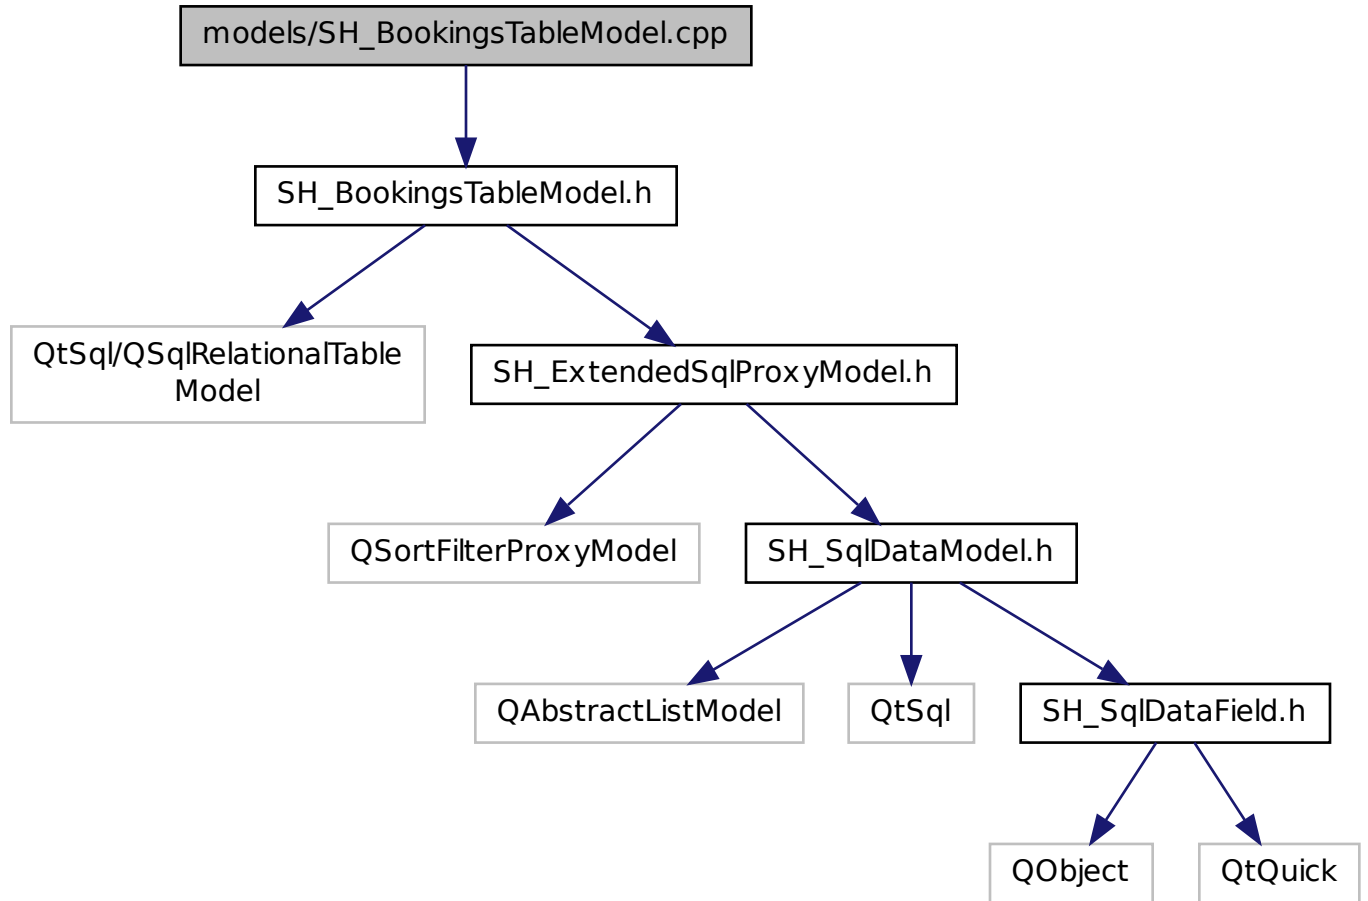 models/SH_BookingsTableModel.cpp
SH_BookingsTableModel.h
QtSql/QSqlRelationalTable
Model
SH_ExtendedSqlProxyModel.h
QSortFilterProxyModel
SH_SqlDataModel.h
QAbstractListModel
QtSql
SH_SqlDataField.h
QObject
QtQuick